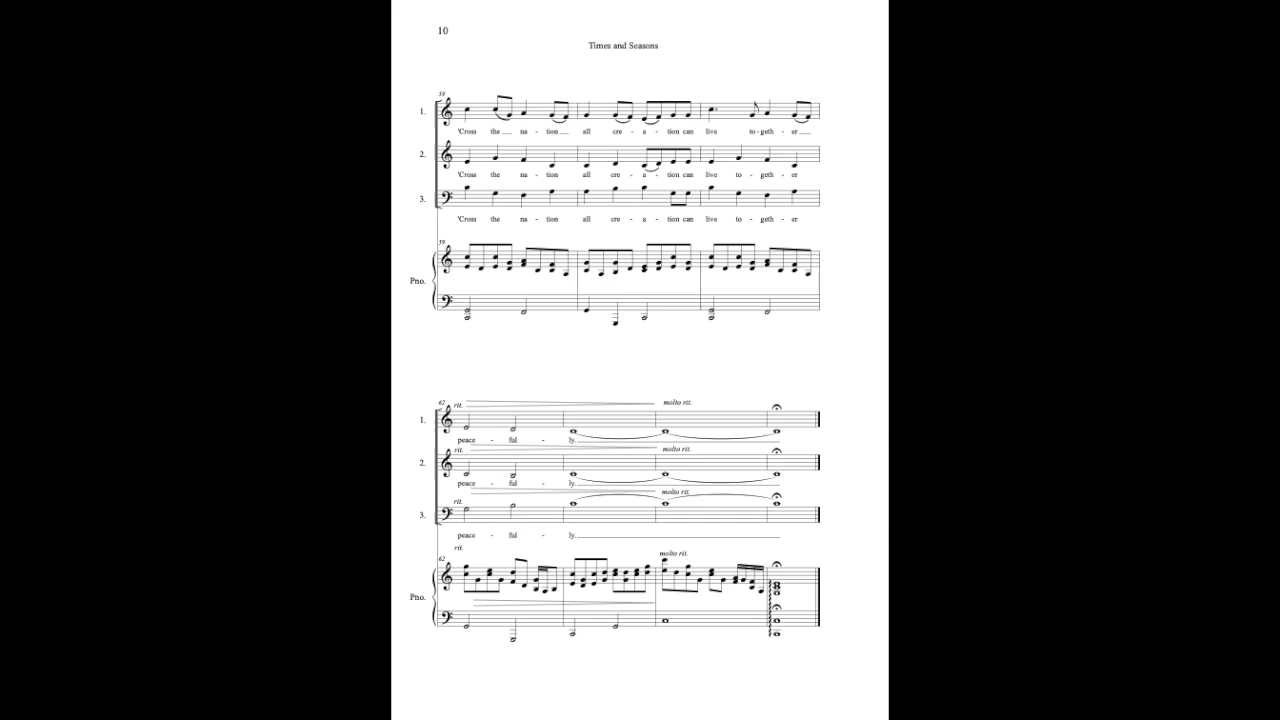 10
Times and Seasons
59
1.
'Cross the na - tion all cre - a - tion can live to - geth - er
2.
'Cross the na - tion all cre - a - tion can live to - geth - er
3.
'Cross the na - tion all cre - a - tion can live to - geth - er
59
Pno.
62
rit. molto rit.
1.
peace - ful - ly.
rit. molto rit.
2.
peace - ful - ly.
rit. molto rit.
3.
peace - ful - ly.
rit.
62 molto rit.
Pno.